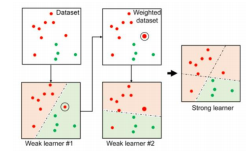 Dataset
Weighted
dataset
Weak learner #1
Weak learner #2
Strong learner